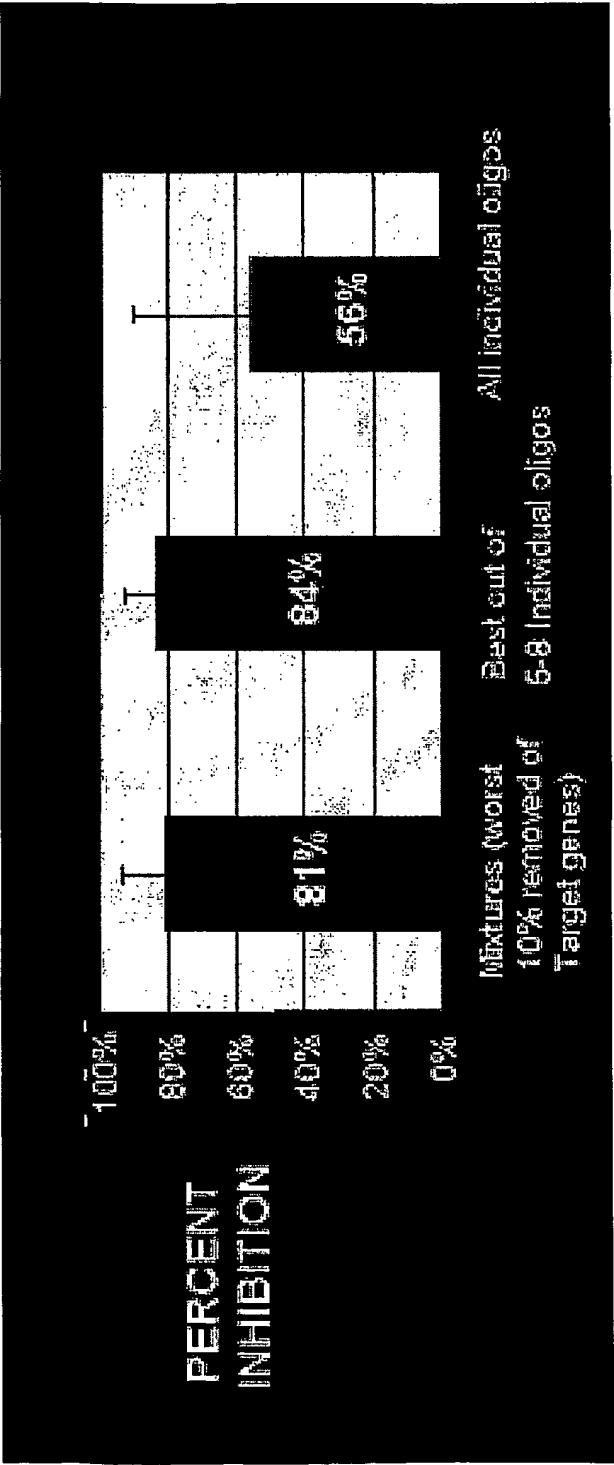 PERCENT
INHIBITION
100%
80%
60%
40%
20%
0%
81%
84%
56%
Mixtures (worst
10% removed of
Target genes)
Best out of
5-8 Individual oligos
All individual oligos